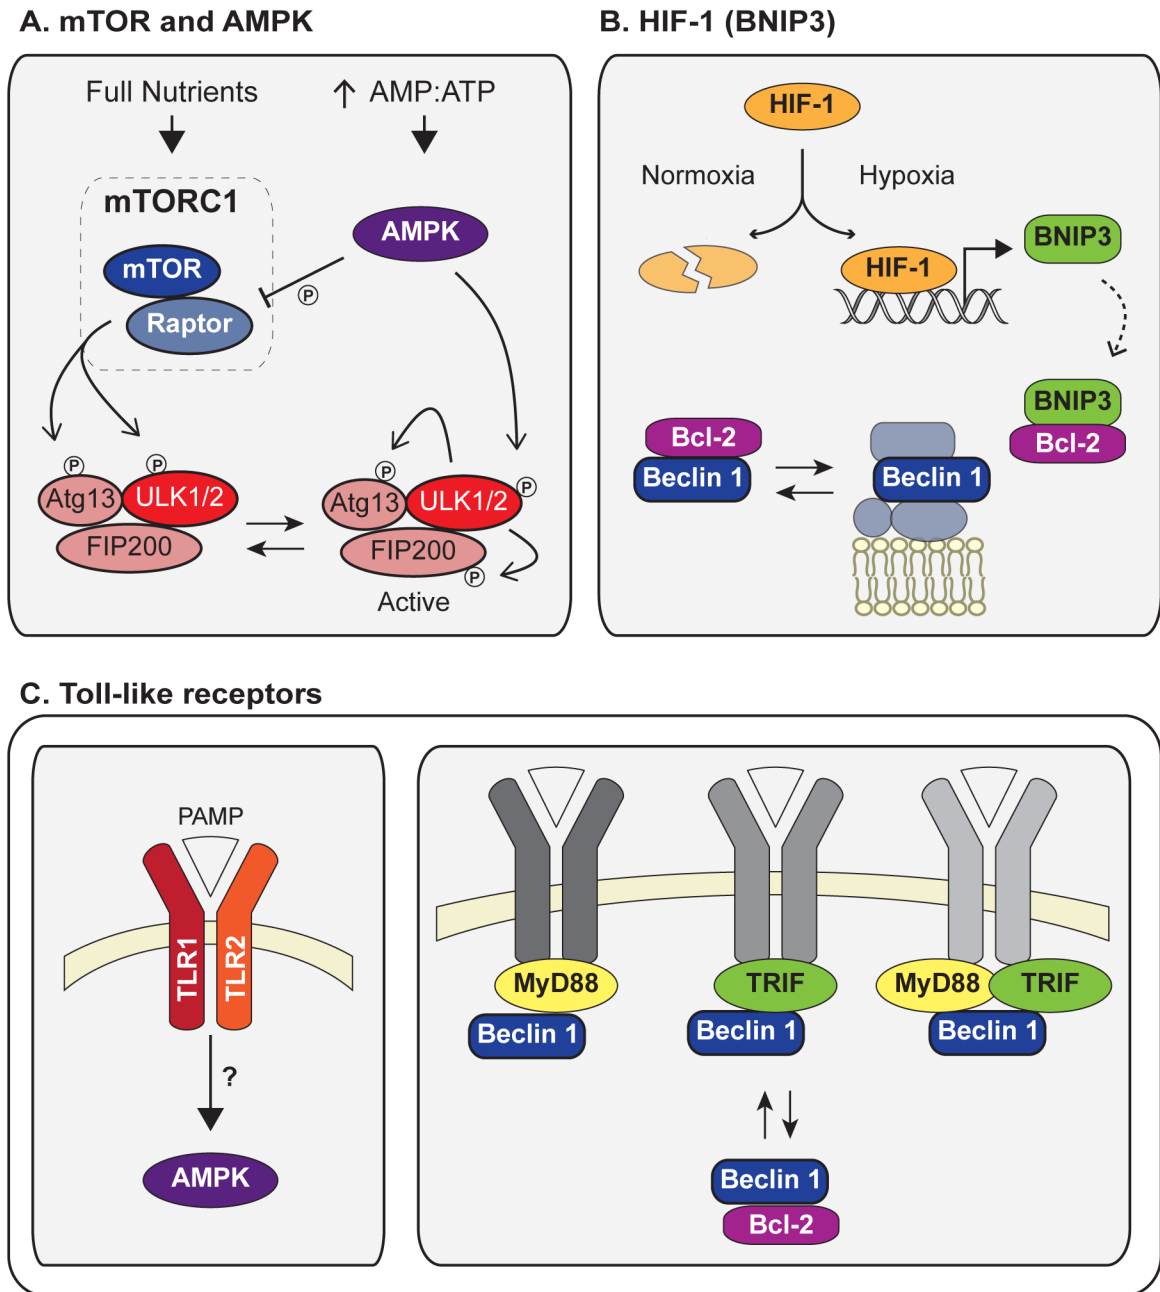 A. mTOR and AMPK
Full Nutrients
↑ AMP:ATP
mTORC1
AMPK
mTOR
P
Raptor
P
P
P
P
Atg13
ULK1/2
Atg13
ULK1/2
FIP200
FIP200
P
Active
B. HIF-1 (BNIP3)
HIF-1
Normoxia
Hypoxia
BNIP3
HIF-1
BNIP3
Bcl-2
Bcl-2
Beclin 1
Beclin 1
C. Toll-like receptors
PAMP
TLR1
TLR2
?
AMPK
MyD88
TRIF
MyD88
TRIF
Beclin 1
Beclin 1
Beclin 1
Beclin 1
Bcl-2